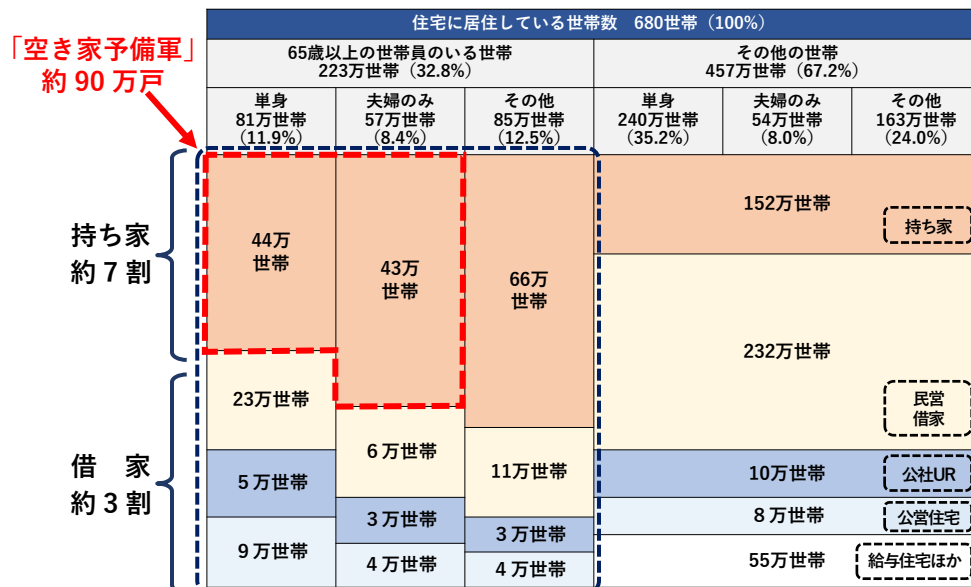 住宅に居住している世帯数　680世帯（100%）
「空き家予備軍」
約 90 万戸
65歳以上の世帯員のいる世帯
223万世帯（32.8%）
その他の世帯
457万世帯（67.2%）
単身
81万世帯
（11.9%）
夫婦のみ
57万世帯
（8.4%）
その他
85万世帯
（12.5%）
単身
240万世帯
（35.2%）
夫婦のみ
54万世帯
（8.0%）
その他
163万世帯
（24.0%）
持ち家
約 7 割
44万
世帯
43万
世帯
66万
世帯
152万世帯
持ち家
借　家
約 3 割
23万世帯
6 万世帯
11万世帯
232万世帯
民営
借家
5 万世帯
3 万世帯
3 万世帯
10万世帯
公社UR
9 万世帯
4 万世帯
4 万世帯
8 万世帯
公営住宅
55万世帯
給与住宅ほか